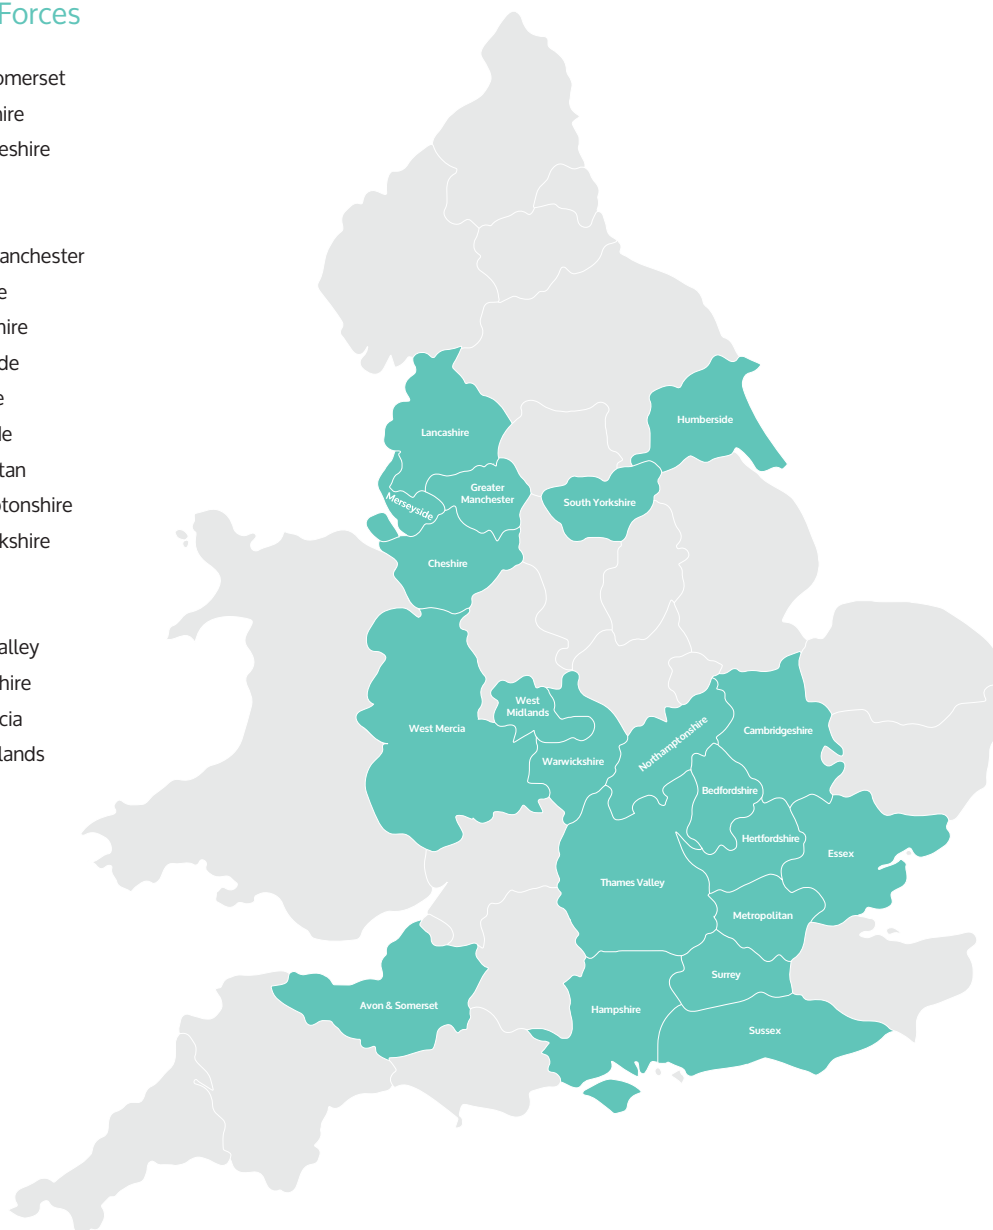 Forces
omerset
hire
eshire
anchester
e
hire
de
e
de
tan
ptonshire
kshire
alley
hire
cia
lands
Lancashire
Humberside
Greater
Manchester
Merseyside
South Yorkshire
Cheshire
West
Midlands
West Mercia
Northamptonshire
Cambridgeshire
Warwickshire
Bedfordshire
Hertfordshire
Essex
Thames Valley
Metropolitan
Surrey
Avon & Somerset
Hampshire
Sussex